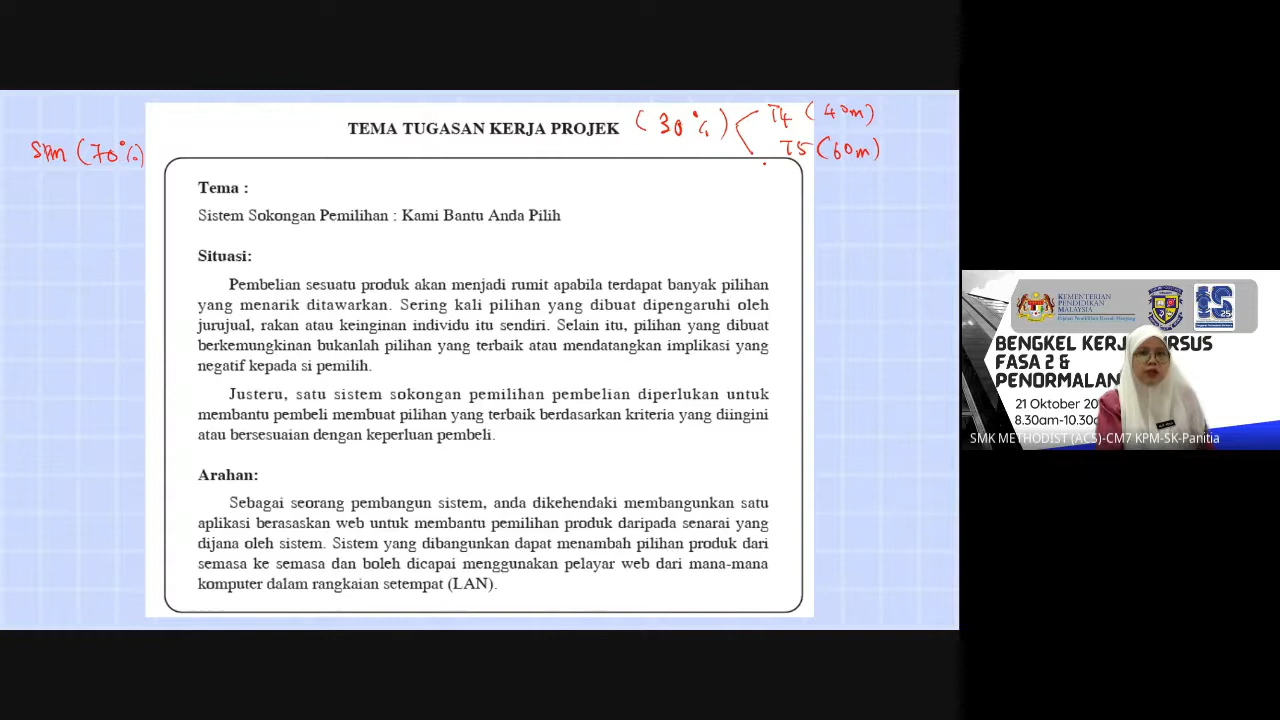 TEMA TUGASAN KERJA PROJEK (30%) T4 (40m)
T5 (60m)
SPM (70%)
Tema :
Sistem Sokongan Pemilihan : Kami Bantu Anda Pilih
Situasi:
Pembelian sesuatu produk akan menjadi rumit apabila terdapat banyak pilihan
yang menarik ditawarkan. Sering kali pilihan yang dibuat dipengaruhi oleh
jurujual, rakan atau keinginan individu itu sendiri. Selain itu, pilihan yang dibuat
berkemungkinan bukanlah pilihan yang terbaik atau mendatangkan implikasi yang
negatif kepada si pemilih.
Justeru, satu sistem sokongan pemilihan pembelian diperlukan untuk
membantu pembeli membuat pilihan yang terbaik berdasarkan kriteria yang diingini
atau bersesuaian dengan keperluan pembeli.
Arahan:
Sebagai seorang pembangun sistem, anda dikehendaki membangunkan satu
aplikasi berasaskan web untuk membantu pemilihan produk daripada senarai yang
dijana oleh sistem. Sistem yang dibangunkan dapat menambah pilihan produk dari
semasa ke semasa dan boleh dicapai menggunakan pelayar web dari mana-mana
komputer dalam rangkaian setempat (LAN).
KEMENTERIAN
PENDIDIKAN
MALAYSIA
25
BENGKEL KERJ URSUS
FASA 2 &
PENORMALAN
21 Oktober 20
8.30am-10.30a
SMK METHODIST (ACS)-CM7 KPM-SK-Panitia